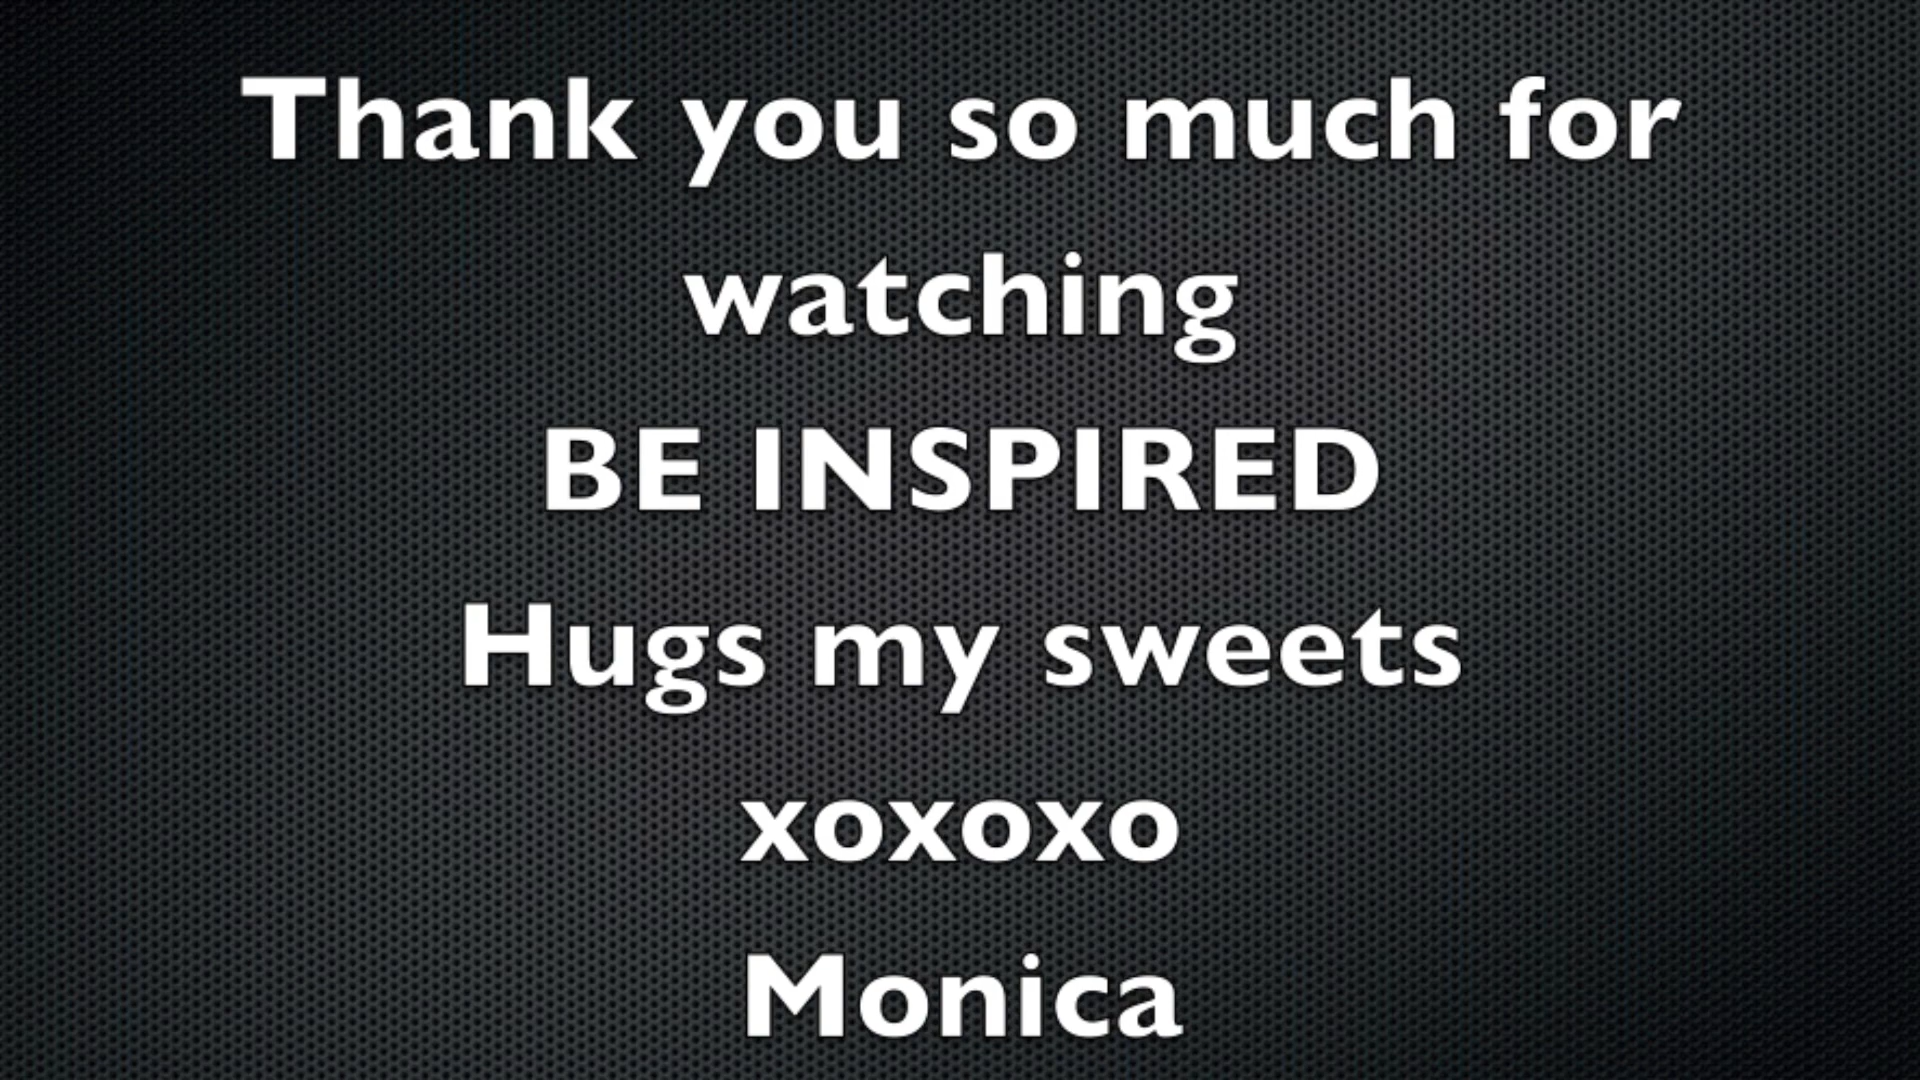 Thank you so much for
watching
BE INSPIRED
Hugs my sweets
xoxoxo
Monica